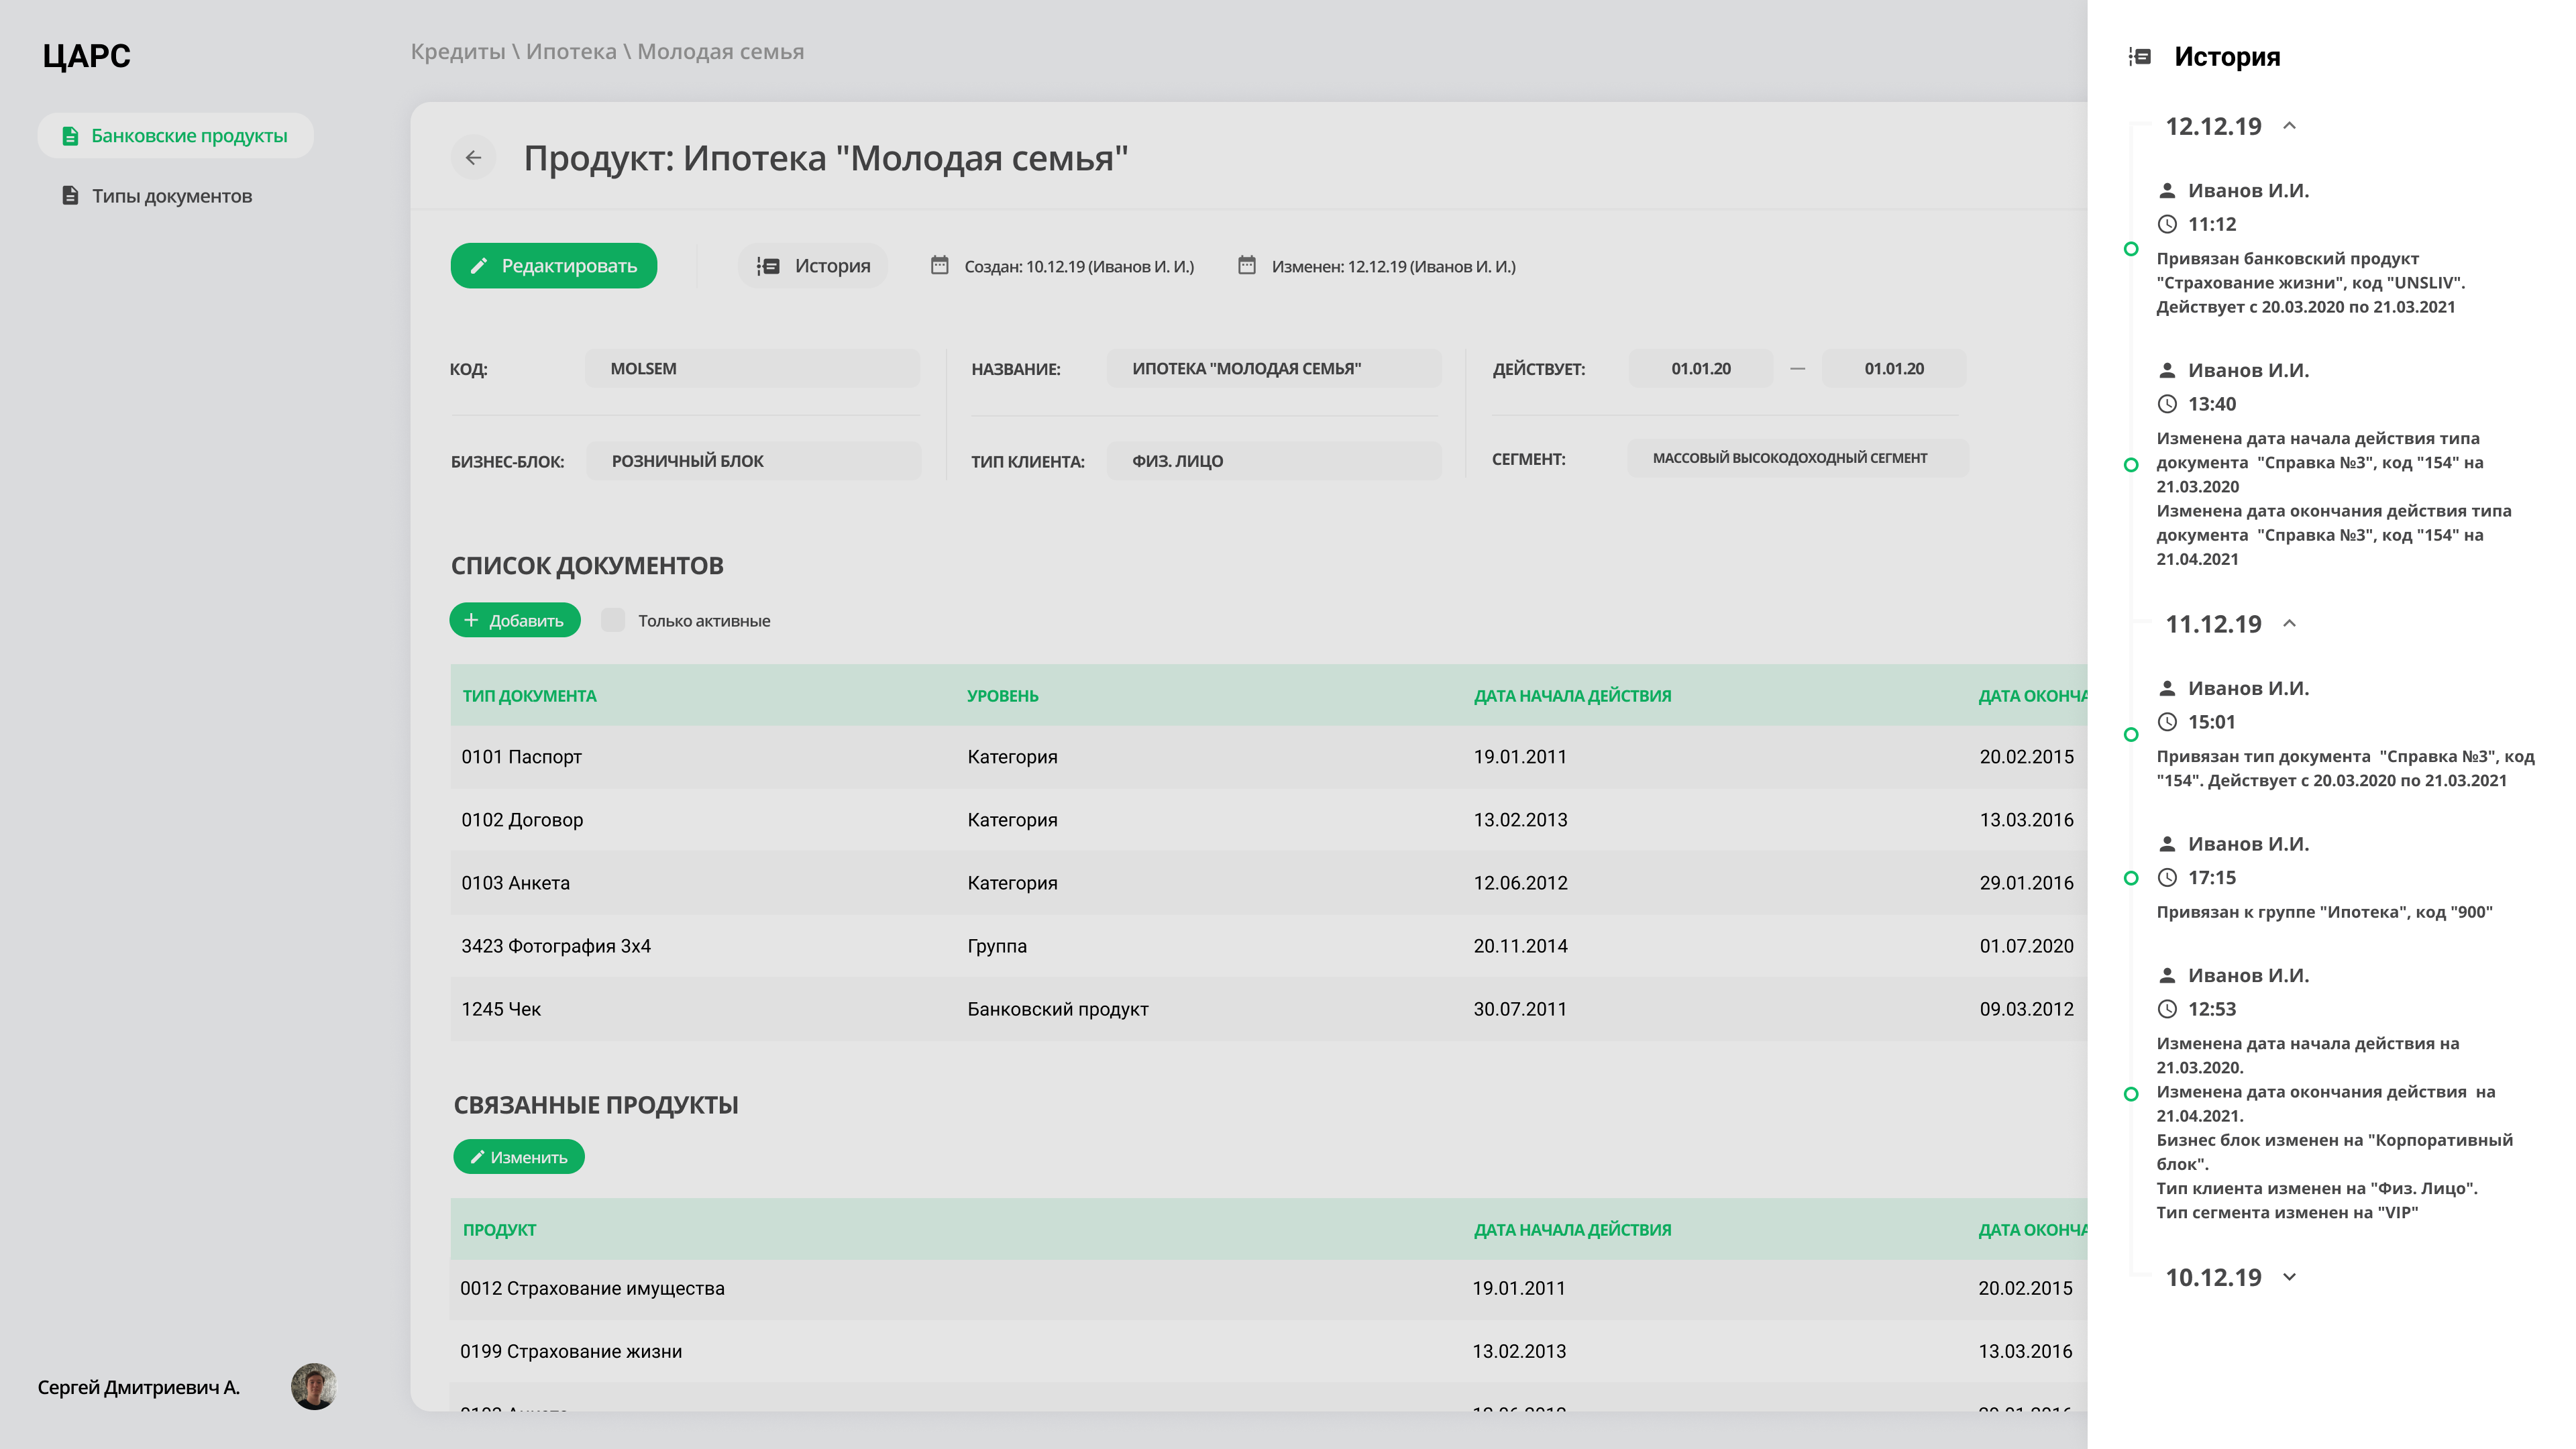 ЦАРС
Банковские продукты
Типы документов
Сергей Дмитриевич А.
Кредиты \ Ипотека \ Молодая семья
Продукт: Ипотека "Молодая семья"
Редактировать
История
Создан: 10.12.19 (Иванов И. И.)
Изменен: 12.12.19 (Иванов И. И.)
КОД: MOLSEM
НАЗВАНИЕ: ИПОТЕКА "МОЛОДАЯ СЕМЬЯ"
ДЕЙСТВУЕТ: 01.01.20 — 01.01.20
БИЗНЕС-БЛОК: РОЗНИЧНЫЙ БЛОК
ТИП КЛИЕНТА: ФИЗ. ЛИЦО
СЕГМЕНТ: МАССОВЫЙ ВЫСОКОДОХОДНЫЙ СЕГМЕНТ
СПИСОК ДОКУМЕНТОВ
Добавить
Только активные
ТИП ДОКУМЕНТА УРОВЕНЬ ДАТА НАЧАЛА ДЕЙСТВИЯ ДАТА ОКОНЧА
0101 Паспорт Категория 19.01.2011 20.02.2015
0102 Договор Категория 13.02.2013 13.03.2016
0103 Анкета Категория 12.06.2012 29.01.2016
3423 Фотография 3х4 Группа 20.11.2014 01.07.2020
1245 Чек Банковский продукт 30.07.2011 09.03.2012
СВЯЗАННЫЕ ПРОДУКТЫ
Изменить
ПРОДУКТ ДАТА НАЧАЛА ДЕЙСТВИЯ ДАТА ОКОНЧА
0012 Страхование имущества 19.01.2011 20.02.2015
0199 Страхование жизни 13.02.2013 13.03.2016
История
12.12.19
Иванов И.И.
11:12
Привязан банковский продукт
"Страхование жизни", код "UNSLIV".
Действует с 20.03.2020 по 21.03.2021
Иванов И.И.
13:40
Изменена дата начала действия типа
документа "Справка №3", код "154" на
21.03.2020
Изменена дата окончания действия типа
документа "Справка №3", код "154" на
21.04.2021
11.12.19
Иванов И.И.
15:01
Привязан тип документа "Справка №3", код
"154". Действует с 20.03.2020 по 21.03.2021
Иванов И.И.
17:15
Привязан к группе "Ипотека", код "900"
Иванов И.И.
12:53
Изменена дата начала действия на
21.03.2020.
Изменена дата окончания действия на
21.04.2021.
Бизнес блок изменен на "Корпоративный
блок".
Тип клиента изменен на "Физ. Лицо".
Тип сегмента изменен на "VIP"
10.12.19